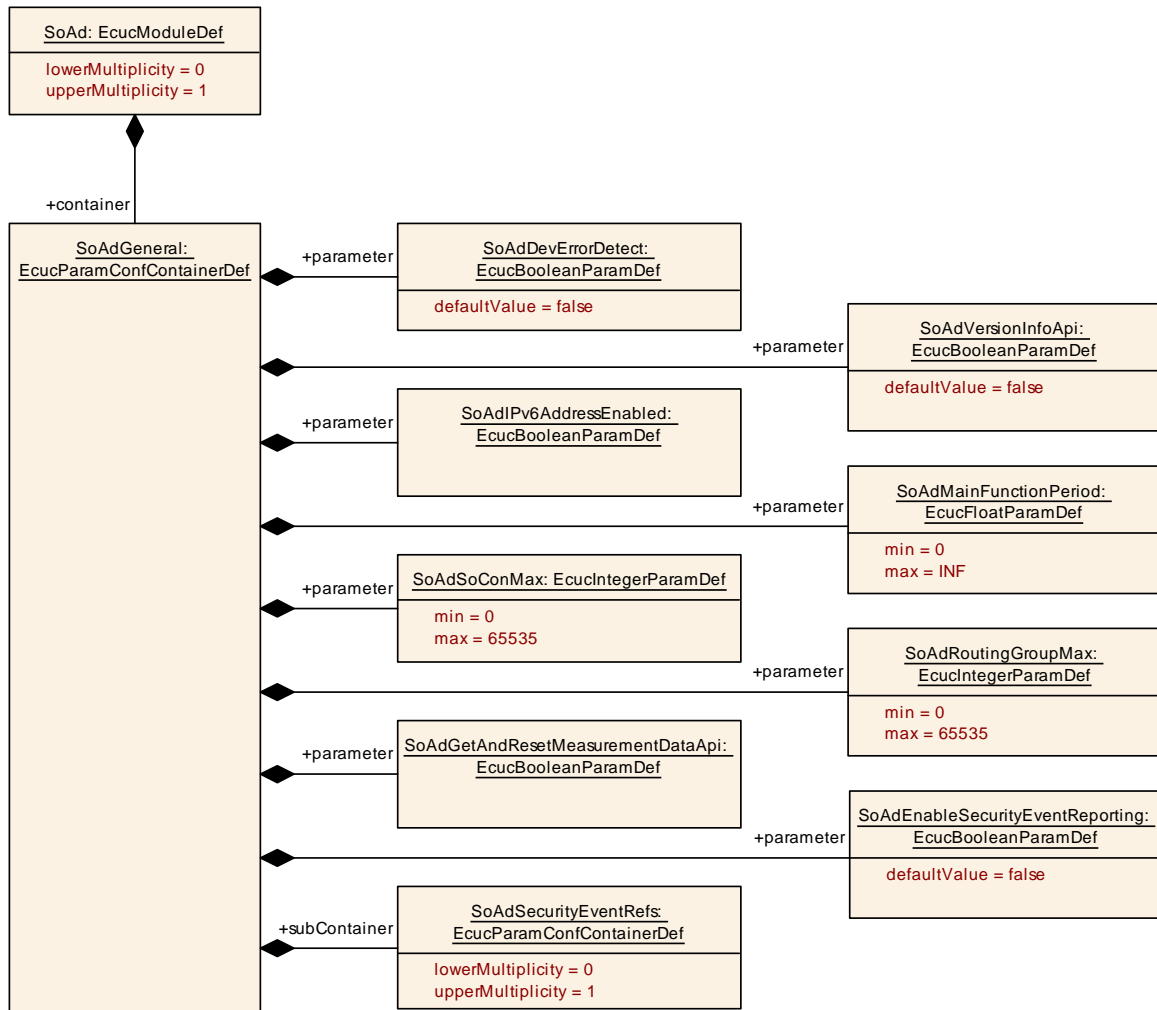 SoAd: EcucModuleDef
lowerMultiplicity = 0
upperMultiplicity = 1
+container
SoAdGeneral:
EcucParamConfContainerDef
+parameter
SoAdDevErrorDetect:
EcucBooleanParamDef
defaultValue = false
+parameter
SoAdVersionInfoApi:
EcucBooleanParamDef
defaultValue = false
+parameter
SoAdIPv6AddressEnabled:
EcucBooleanParamDef
+parameter
SoAdMainFunctionPeriod:
EcucFloatParamDef
min = 0
max = INF
+parameter
SoAdSoConMax: EcucIntegerParamDef
min = 0
max = 65535
+parameter
SoAdRoutingGroupMax:
EcucIntegerParamDef
min = 0
max = 65535
+parameter
SoAdGetAndResetMeasurementDataApi:
EcucBooleanParamDef
+parameter
SoAdEnableSecurityEventReporting:
EcucBooleanParamDef
defaultValue = false
+subContainer
SoAdSecurityEventRefs:
EcucParamConfContainerDef
lowerMultiplicity = 0
upperMultiplicity = 1